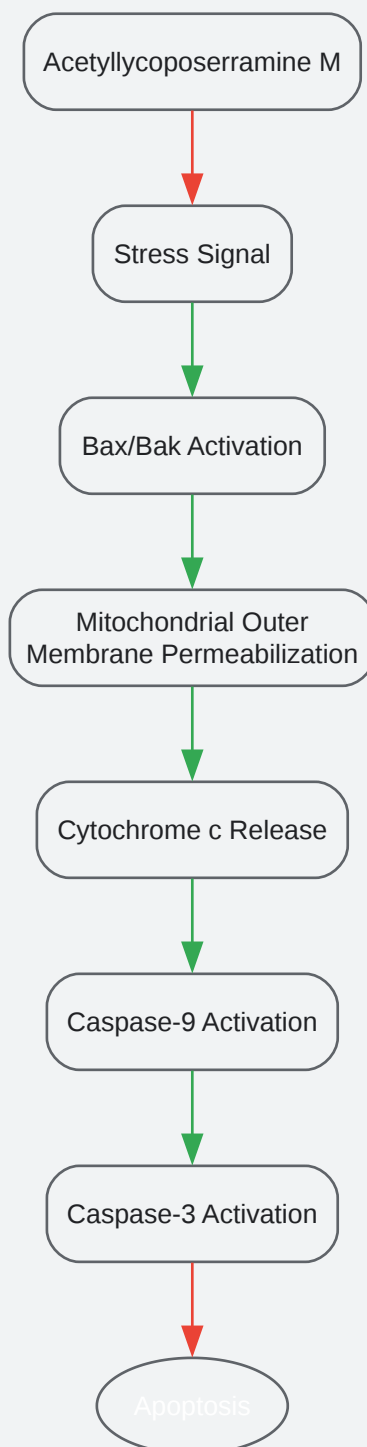 Acetyllycoposerramine M
Stress Signal
Bax/Bak Activation
Mitochondrial Outer
Membrane Permeabilization
Cytochrome c Release
Caspase-9 Activation
Caspase-3 Activation
Apoptosis